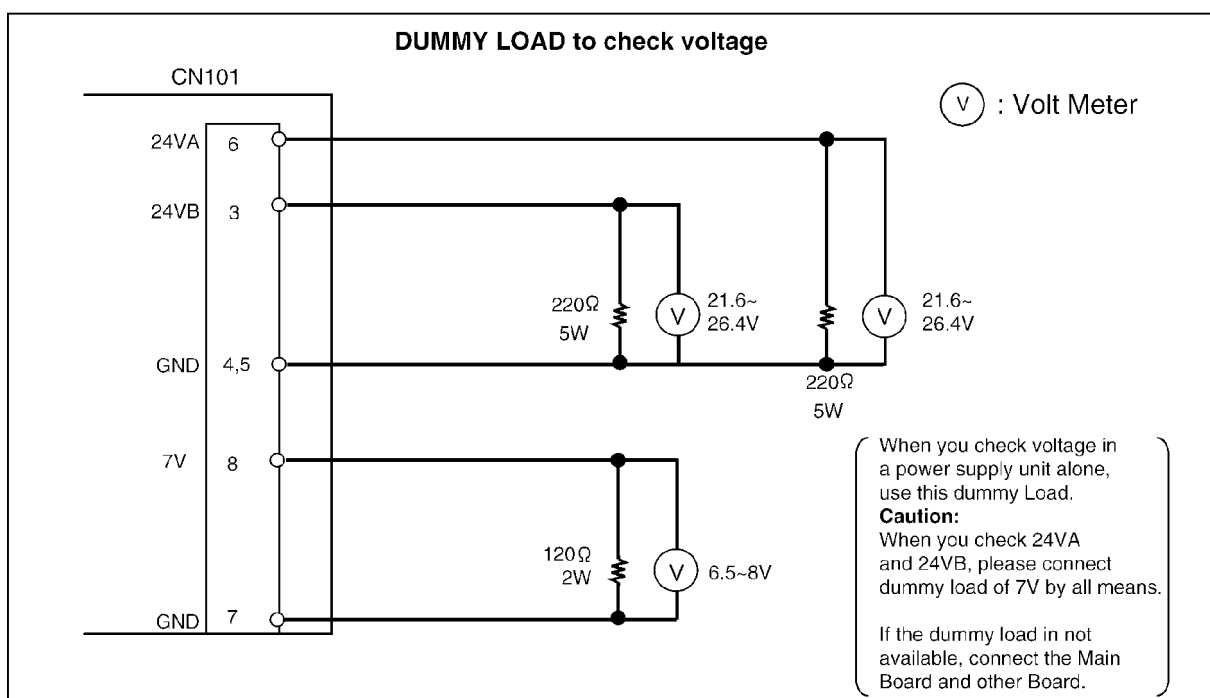 DUMMY LOAD to check voltage
CN101
V : Volt Meter
24VA 6
24VB 3
220Ω
5W
V
21.6~
26.4V
V
21.6~
26.4V
GND 4,5
220Ω
5W
7V 8
120Ω
2W
V
6.5~8V
GND 7
When you check voltage in
a power supply unit alone,
use this dummy Load.
Caution:
When you check 24VA
and 24VB, please connect
dummy load of 7V by all means.
If the dummy load in not
available, connect the Main
Board and other Board.